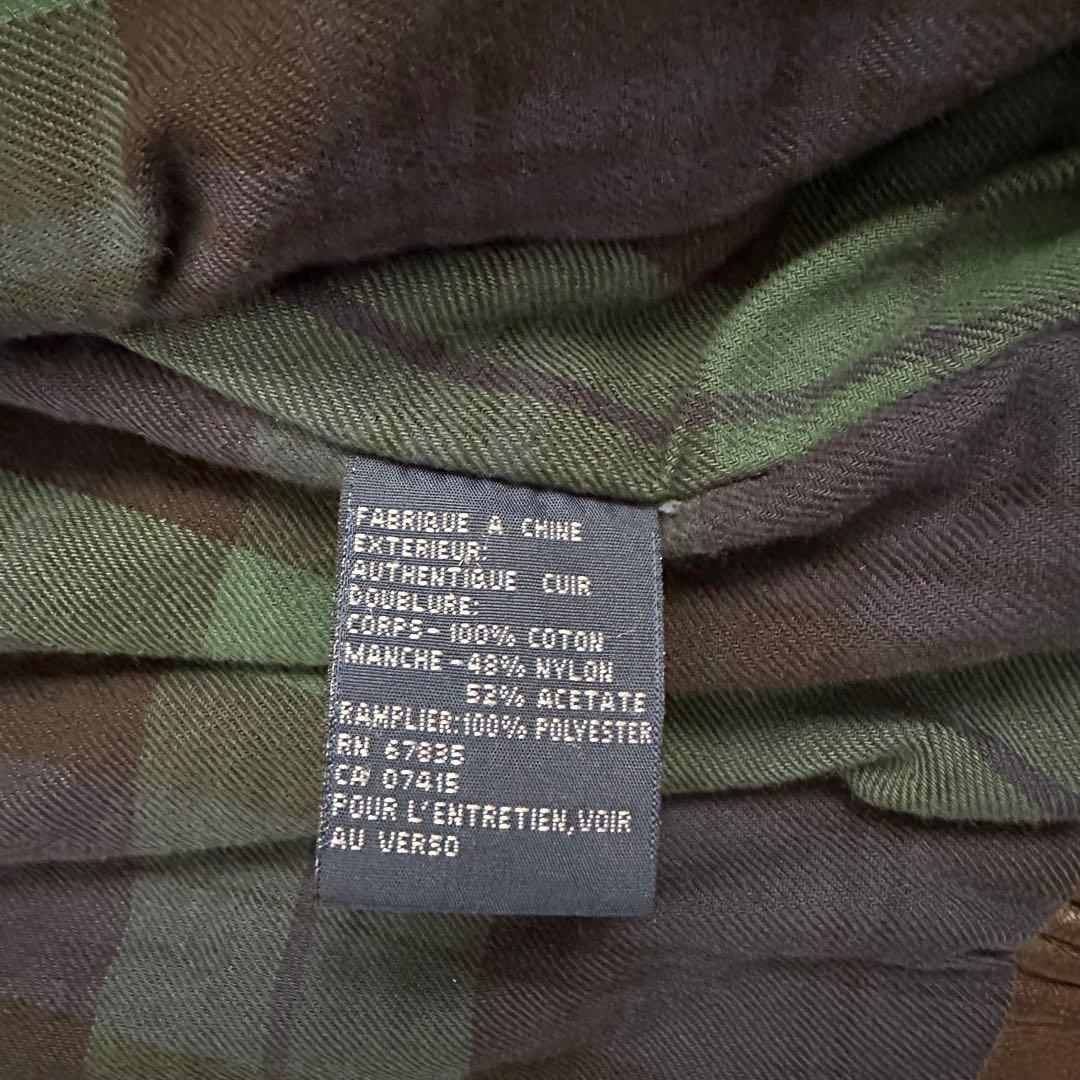 FABRIQUE A CHINE
EXTERIEUR:
AUTHENTIQUE CUIR
DOUBLURE:
CORPS-100% COTON
MANCHE-48% NYLON
52% ACETATE
RAMPLIER:100% POLYESTER
RN 67835
CA 07415
POUR L'ENTRETIEN,VOIR
AU VERSO